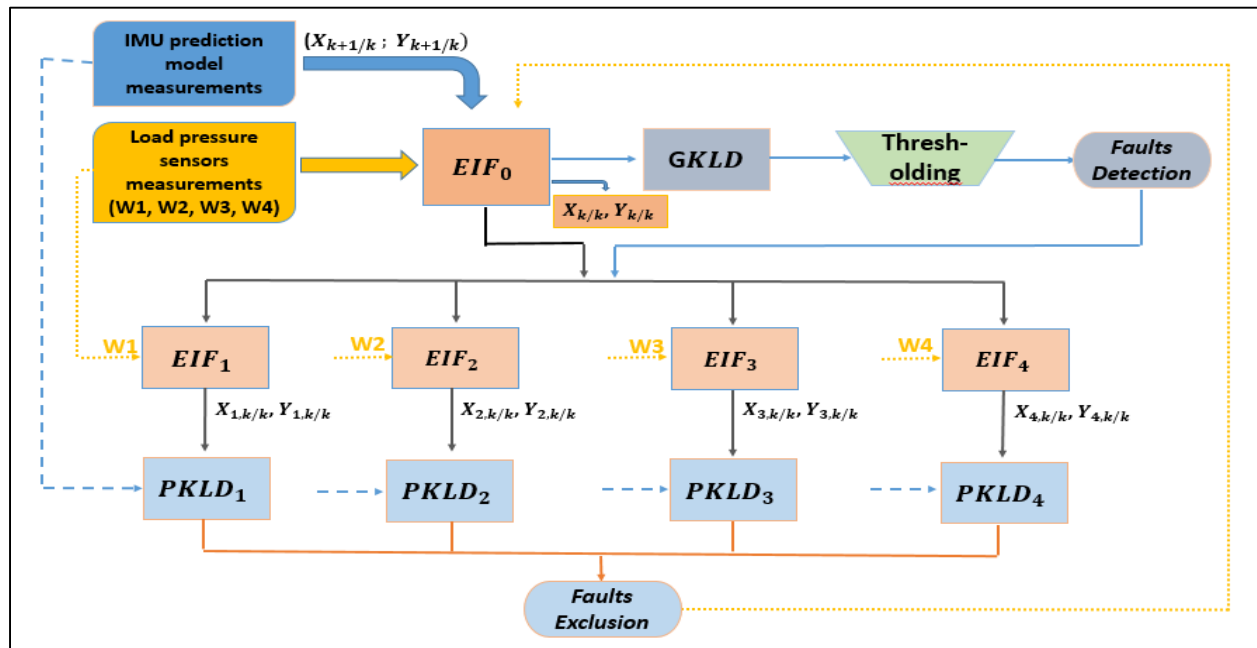 IMU prediction
model
measurements
(X_{k+1/k} ; Y_{k+1/k})
Load pressure
sensors
measurements
(W1, W2, W3, W4)
EIF_0
GKLD
Thresh-
olding
Faults
Detection
X_{k/k}, Y_{k/k}
W1
EIF_1
W2
EIF_2
W3
EIF_3
W4
EIF_4
X_{1,k/k}, Y_{1,k/k}
X_{2,k/k}, Y_{2,k/k}
X_{3,k/k}, Y_{3,k/k}
X_{4,k/k}, Y_{4,k/k}
PKLD_1
PKLD_2
PKLD_3
PKLD_4
Faults
Exclusion